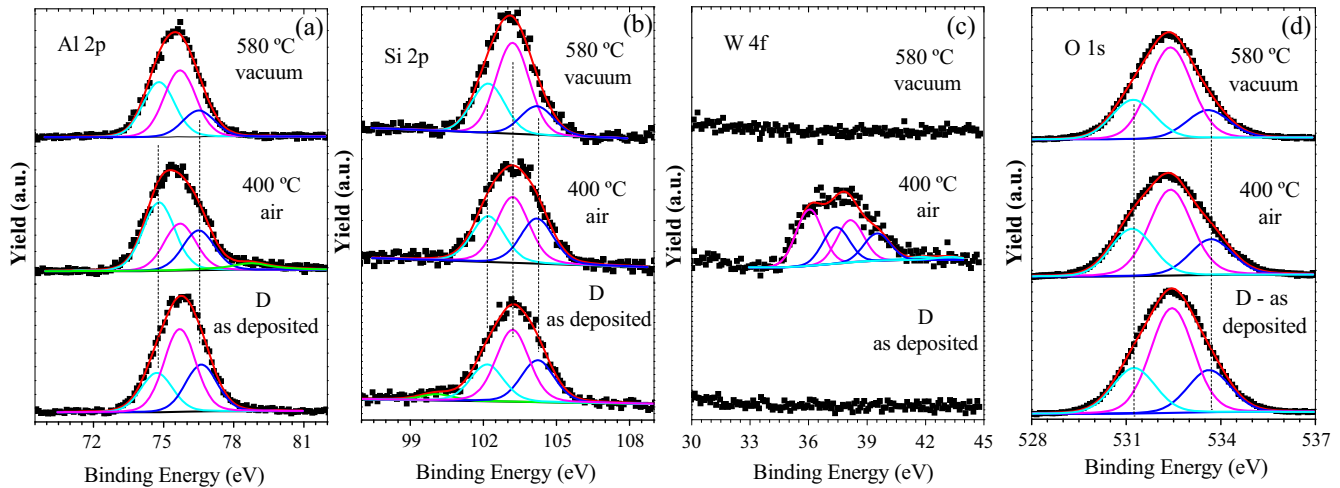 (a)
Al 2p
580 ºC
vacuum
400 ºC
air
D
as deposited
Yield (a.u.)
72 75 78 81
Binding Energy (eV)
(b)
Si 2p
580 ºC
vacuum
400 ºC
air
D
as deposited
Yield (a.u.)
99 102 105 108
Binding Energy (eV)
(c)
W 4f
580 ºC
vacuum
400 ºC
air
D
as deposited
Yield (a.u.)
30 33 36 39 42 45
Binding Energy (eV)
(d)
O 1s
580 ºC
vacuum
400 ºC
air
D - as
deposited
Yield (a.u.)
528 531 534 537
Binding Energy (eV)